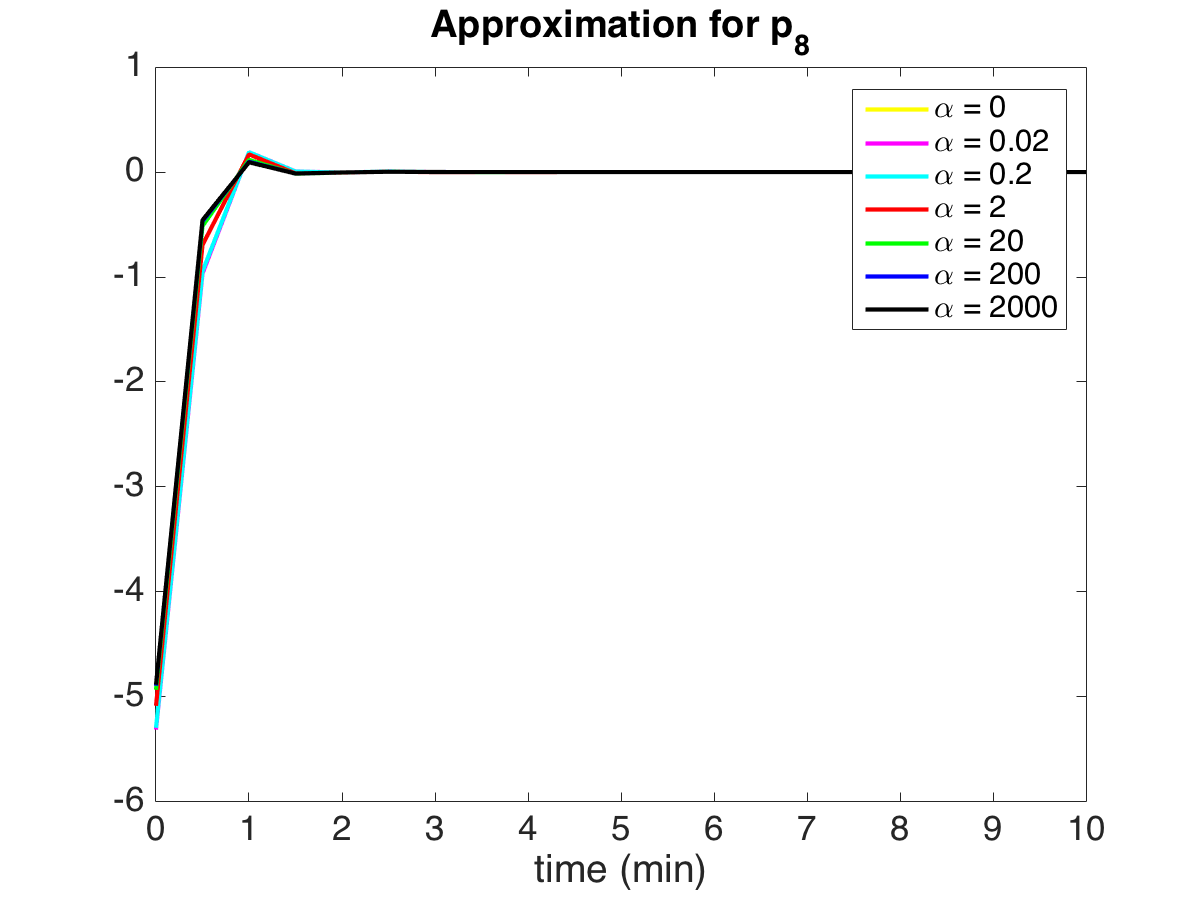 Approximation for p_8
1
0
-1
-2
-3
-4
-5
-6
α = 0
α = 0.02
α = 0.2
α = 2
α = 20
α = 200
α = 2000
0 1 2 3 4 5 6 7 8 9 10
time (min)